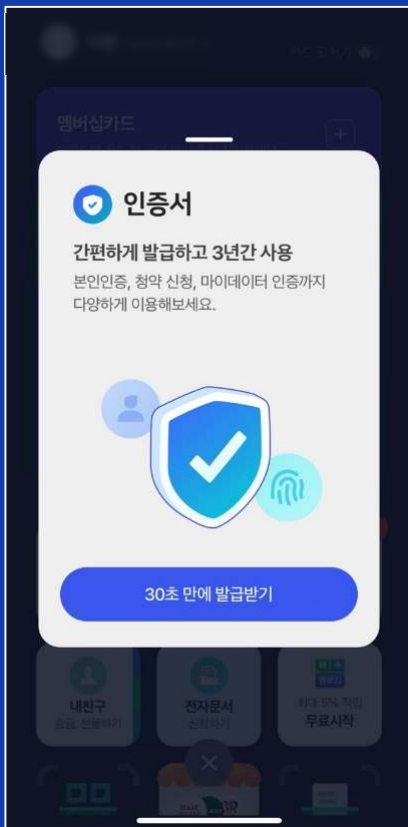 멤버십카드
인증서
간편하게 발급하고 3년간 사용
본인인증, 청약 신청, 마이데이터 인증까지
다양하게 이용해보세요.
30초 만에 발급받기
내친구
전자문서
신청하기
무료시작